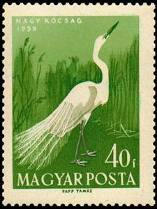 NAGY KÓCSAG
1959
40f
MAGYAR POSTA
PAPP TAMÁS